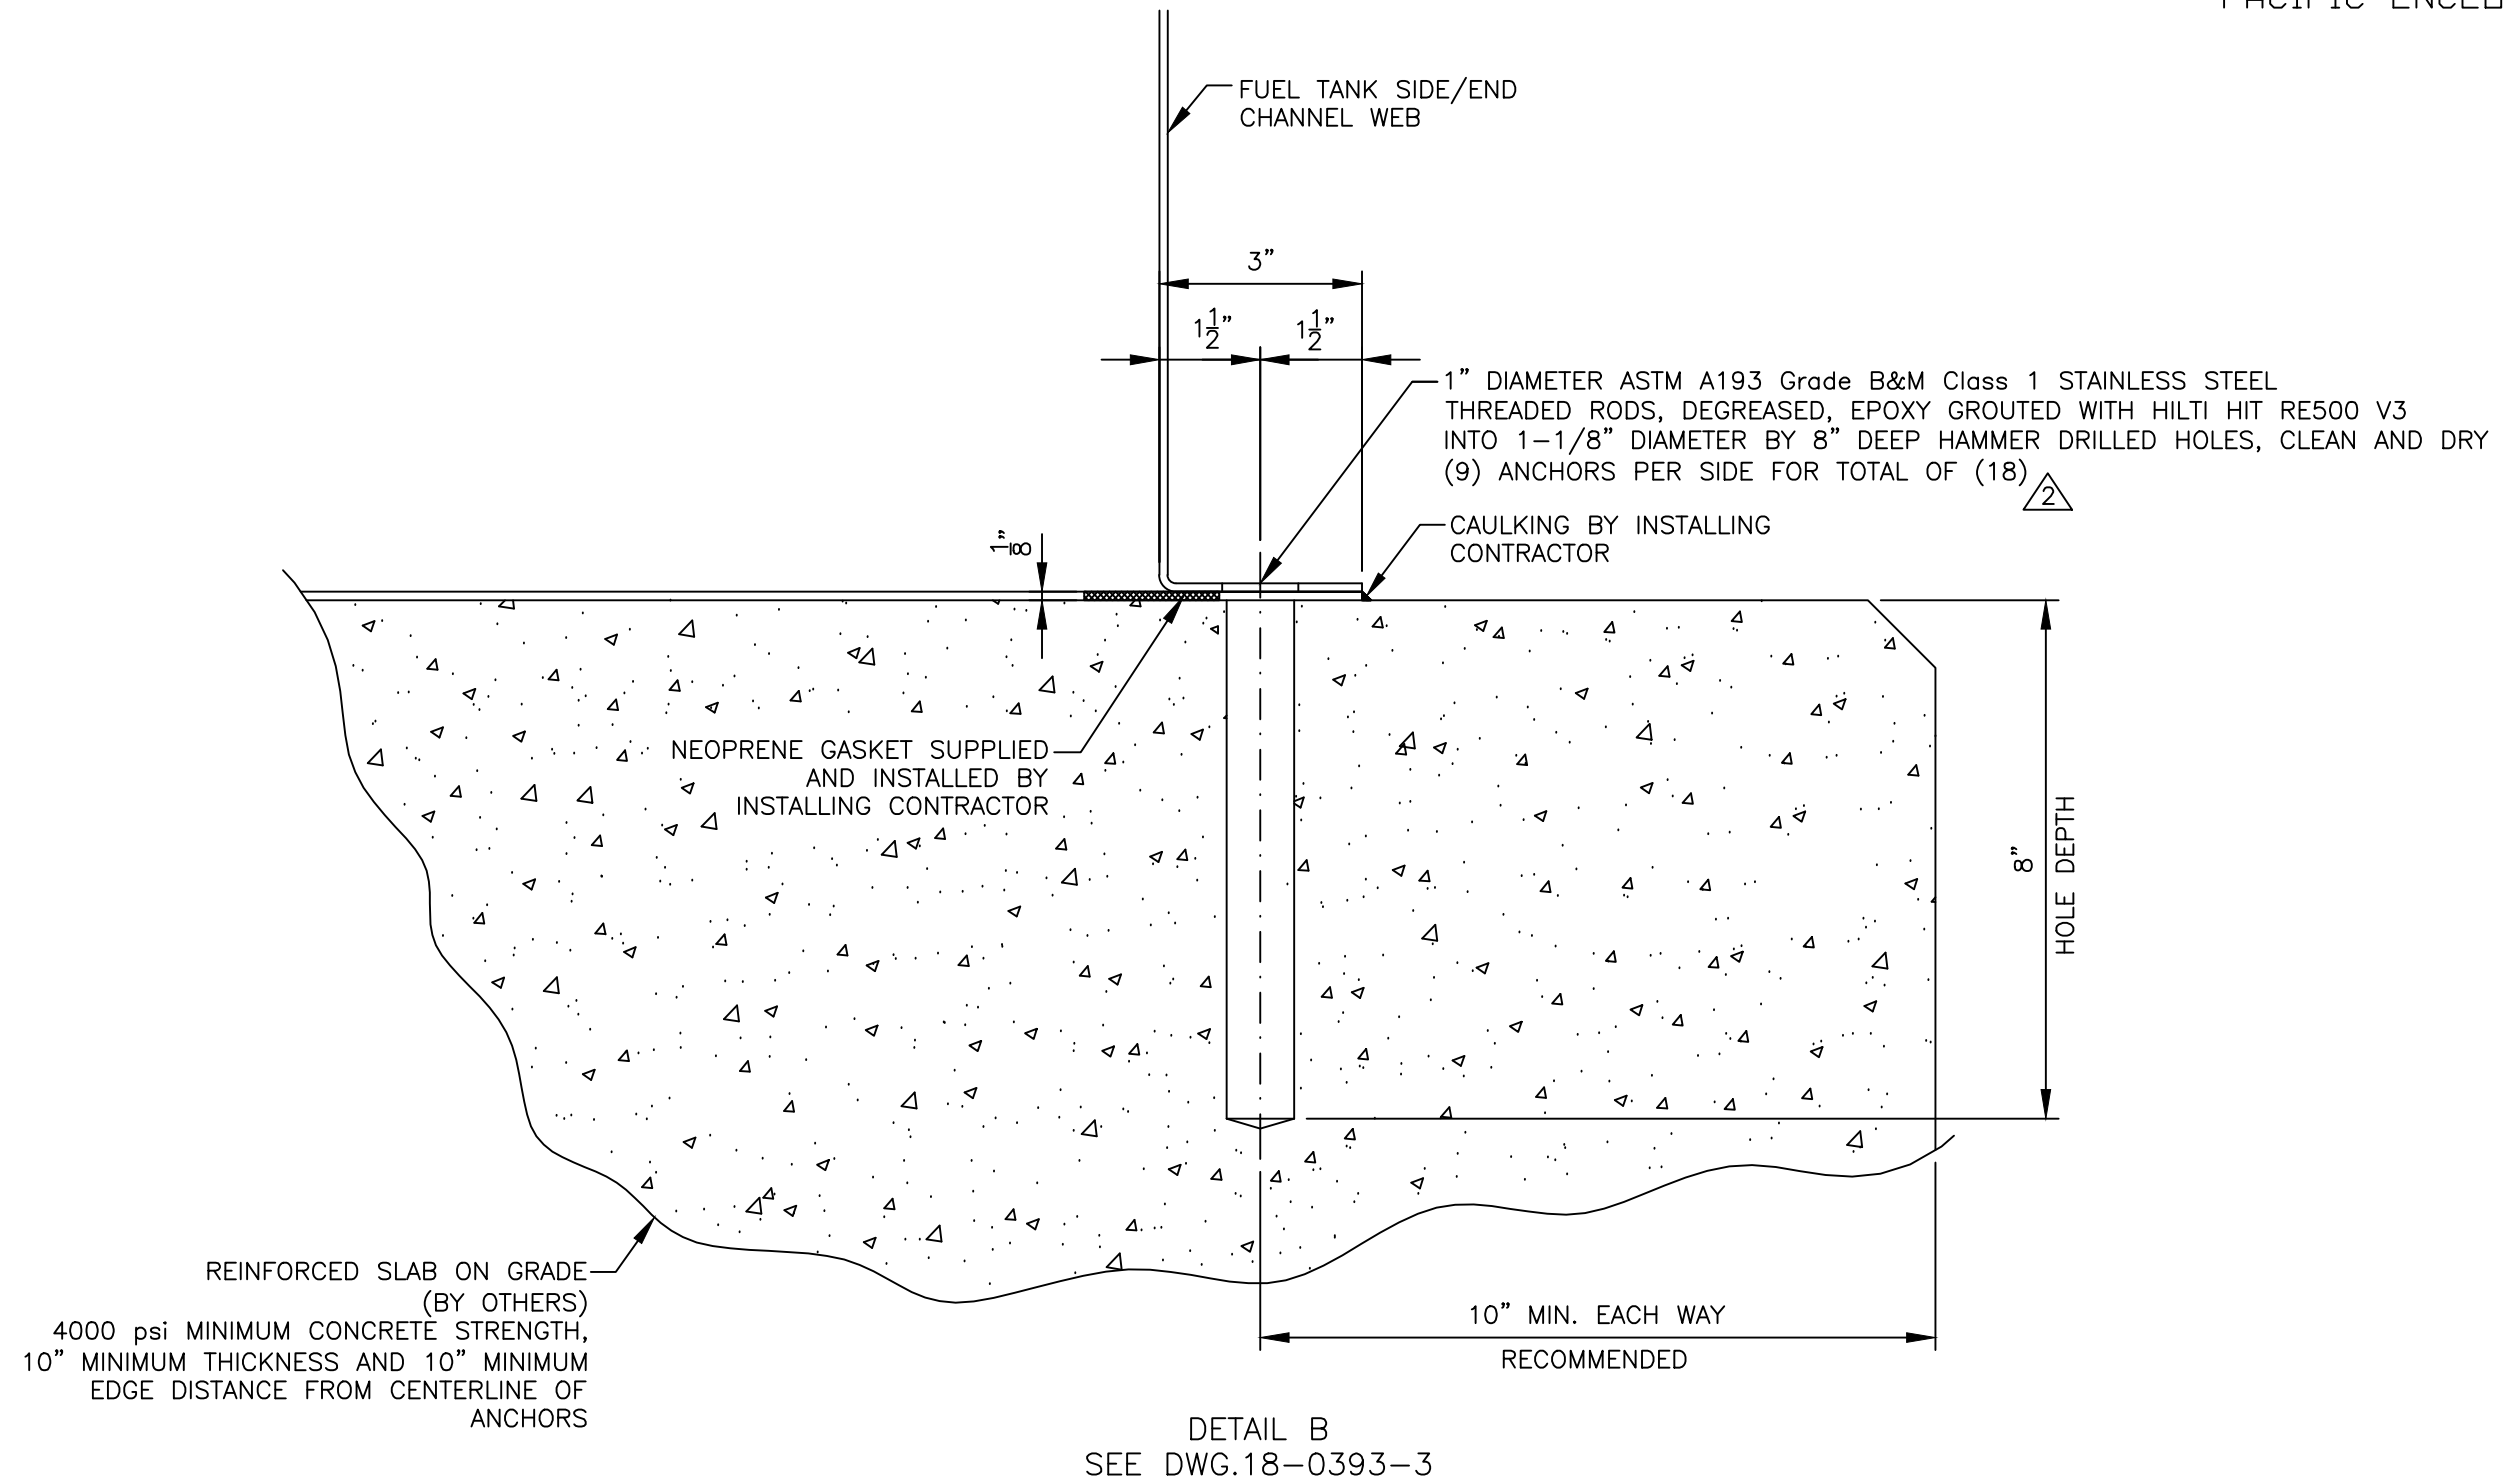 FUEL TANK SIDE/END
CHANNEL WEB
3"
1 1/2"
1 1/2"
1" DIAMETER ASTM A193 Grade B&M Class 1 STAINLESS STEEL
THREADED RODS, DEGREASED, EPOXY GROUTED WITH HILTI HIT RE500 V3
INTO 1-1/8" DIAMETER BY 8" DEEP HAMMER DRILLED HOLES, CLEAN AND DRY
(9) ANCHORS PER SIDE FOR TOTAL OF (18)
2
CAULKING BY INSTALLING
CONTRACTOR
1/8"
NEOPRENE GASKET SUPPLIED
AND INSTALLED BY
INSTALLING CONTRACTOR
8"
HOLE DEPTH
REINFORCED SLAB ON GRADE
(BY OTHERS)
4000 psi MINIMUM CONCRETE STRENGTH,
10" MINIMUM THICKNESS AND 10" MINIMUM
EDGE DISTANCE FROM CENTERLINE OF
ANCHORS
10" MIN. EACH WAY
RECOMMENDED
DETAIL B
SEE DWG.18-0393-3